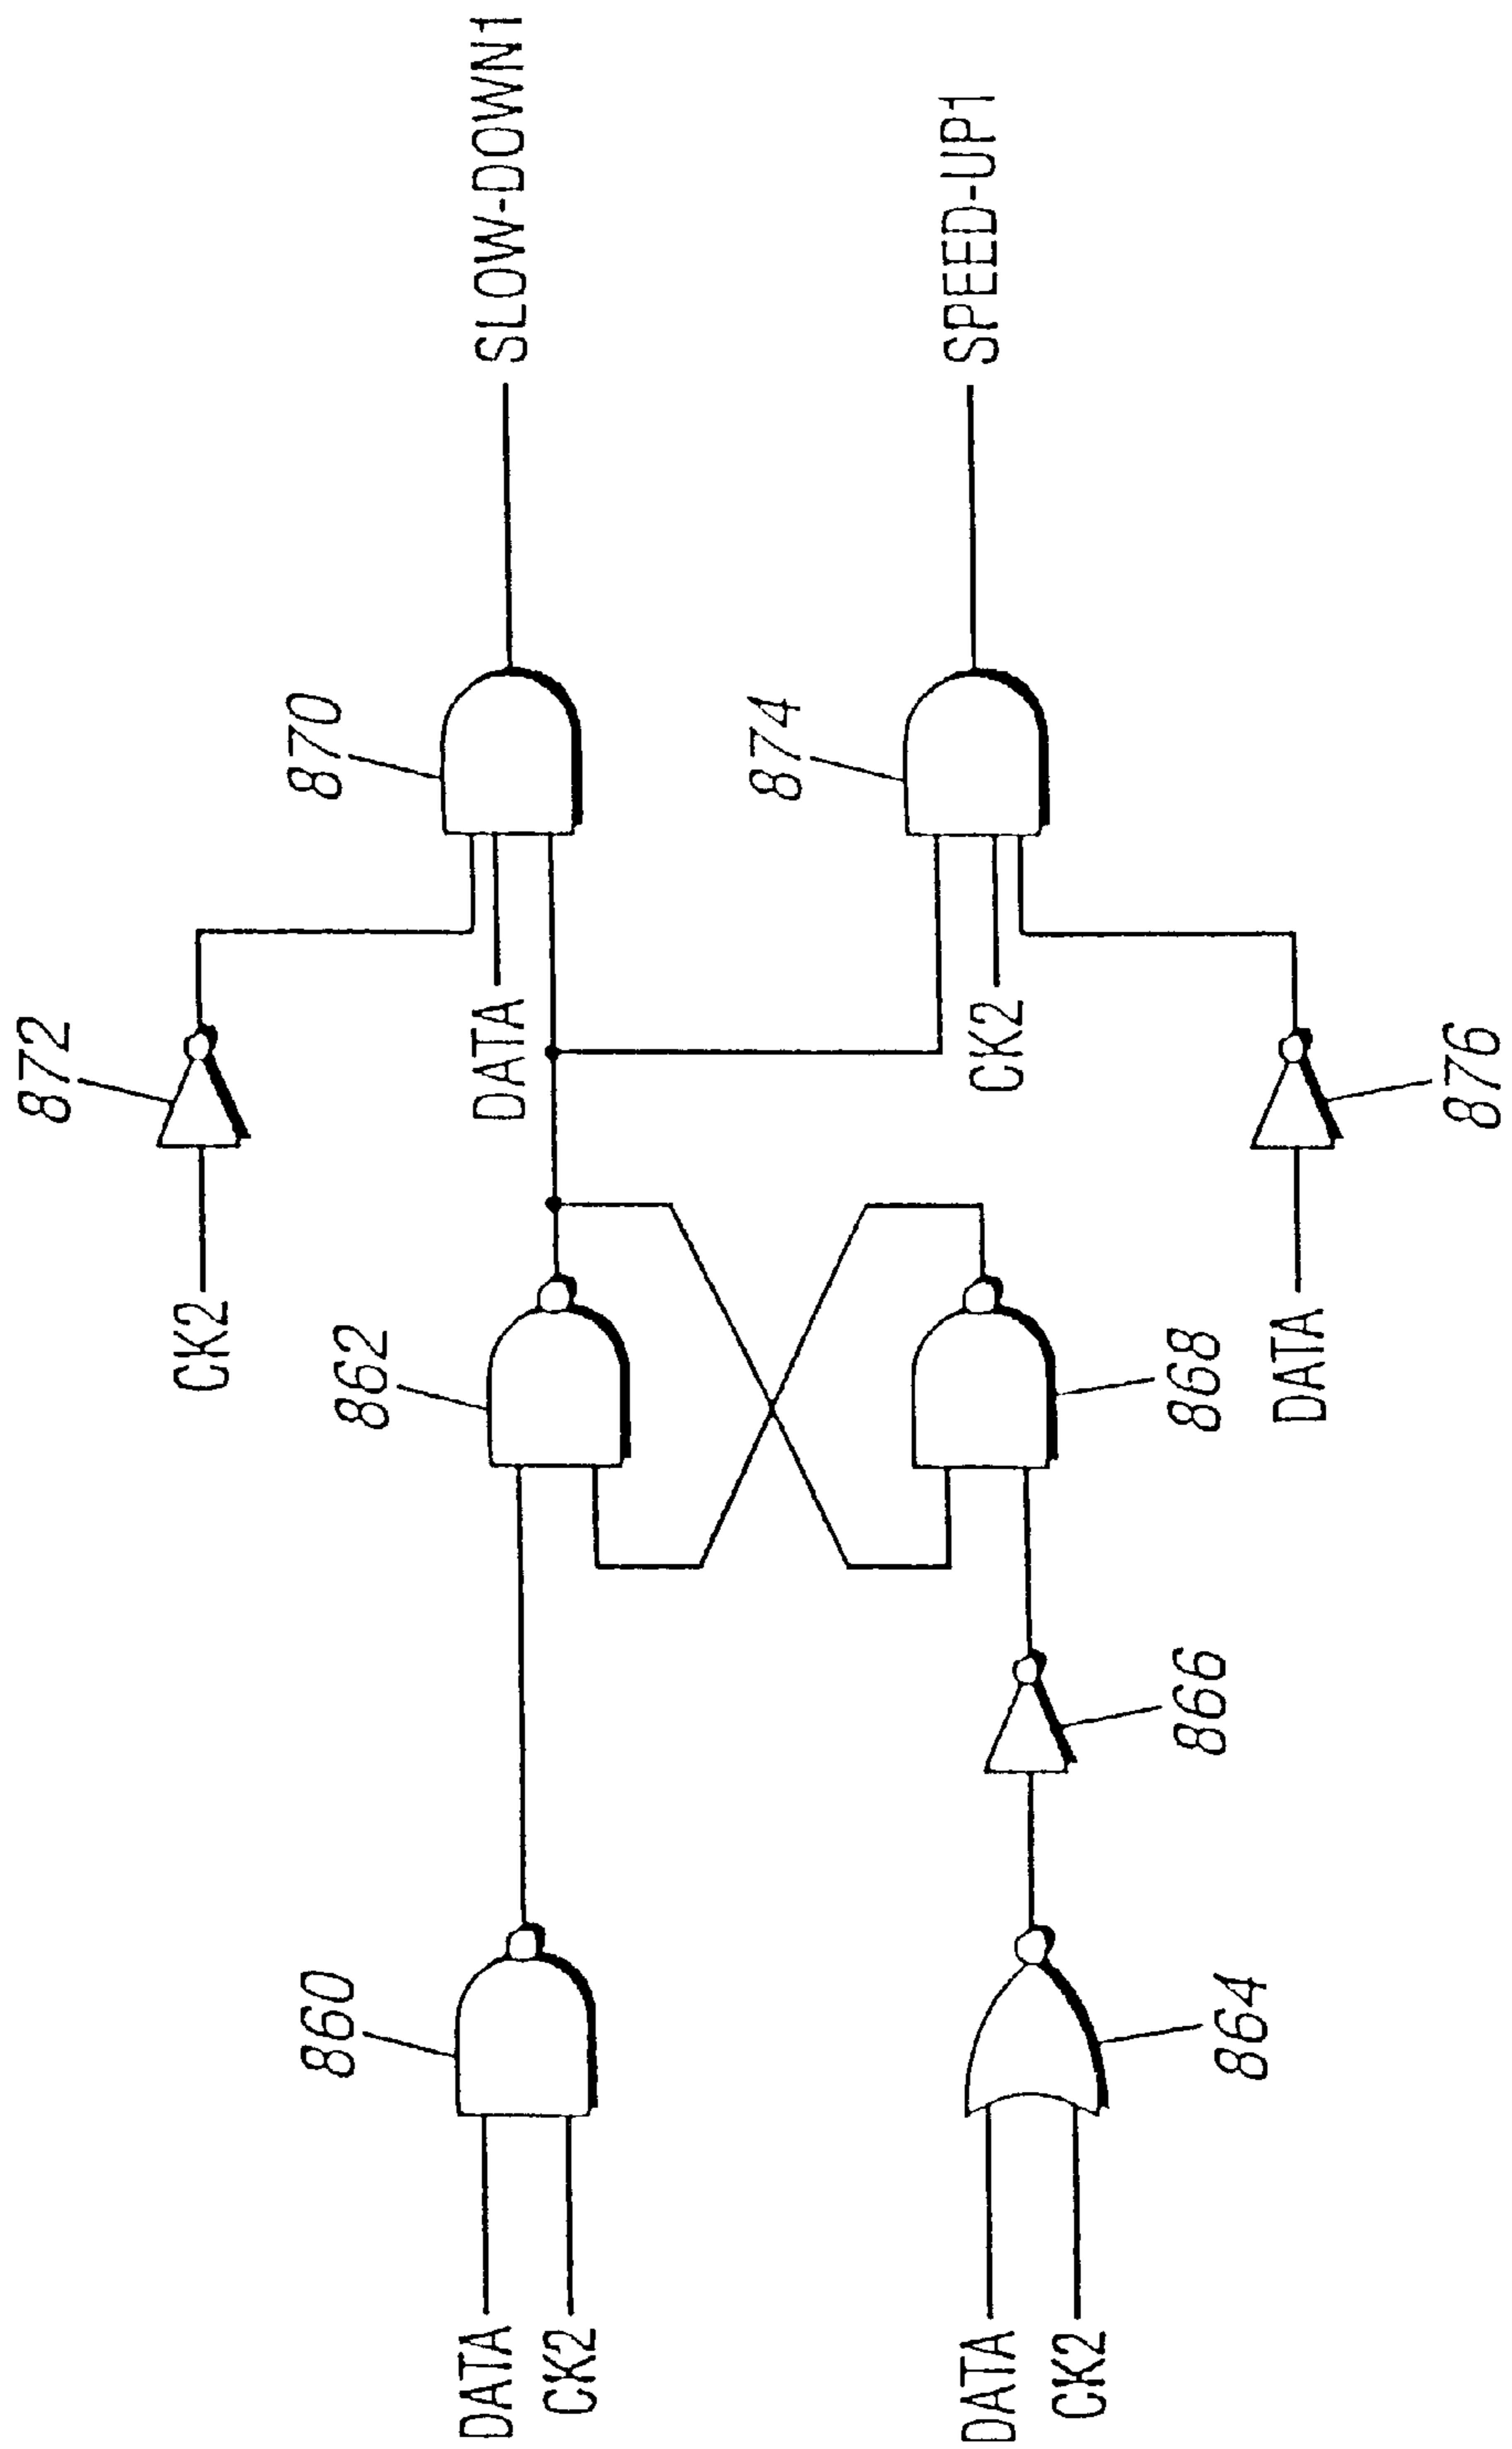 872
CK2
870
SLOW-DOWN1
862
DATA
860
DATA
CK2
874
SPEED-UP1
CK2
DATA
CK2
864
866
868
DATA
876